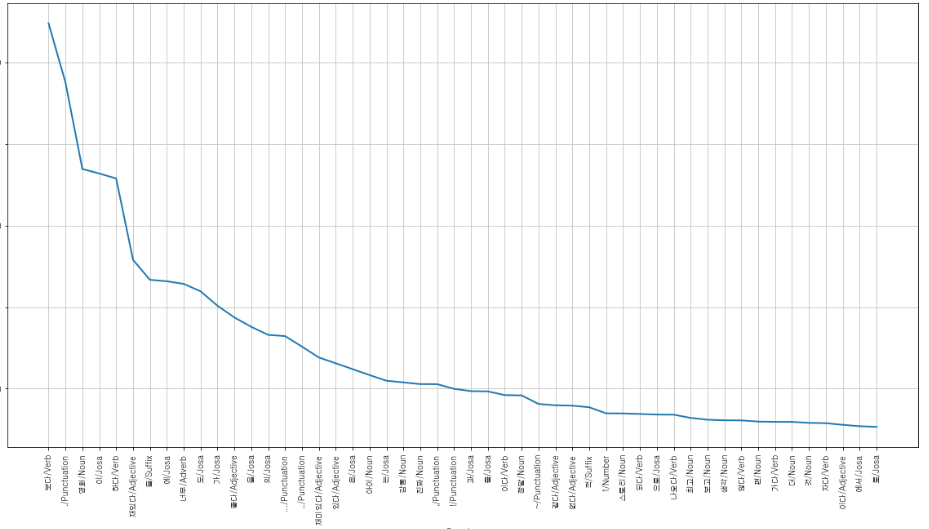 보다/Verb
./Punctuation
영화/Noun
이/Josa
하다/Verb
재밌다/Adjective
들/Suffix
에/Josa
너무/Adverb
도/Josa
가/Josa
좋다/Adjective
을/Josa
의/Josa
.../Punctuation
../Punctuation
재미있다/Adjective
있다/Adjective
은/Josa
아이/Noun
는/Josa
감동/Noun
진짜/Noun
,/Punctuation
!/Punctuation
과/Josa
를/Josa
이다/Verb
정말/Noun
~/Punctuation
같다/Adjective
없다/Adjective
적/Suffix
1/Number
스토리/Noun
되다/Verb
으로/Josa
나오다/Verb
최고/Noun
보고/Noun
생각/Noun
않다/Verb
편/Noun
가다/Verb
더/Noun
것/Noun
자다/Verb
이다/Adjective
에서/Josa
로/Josa